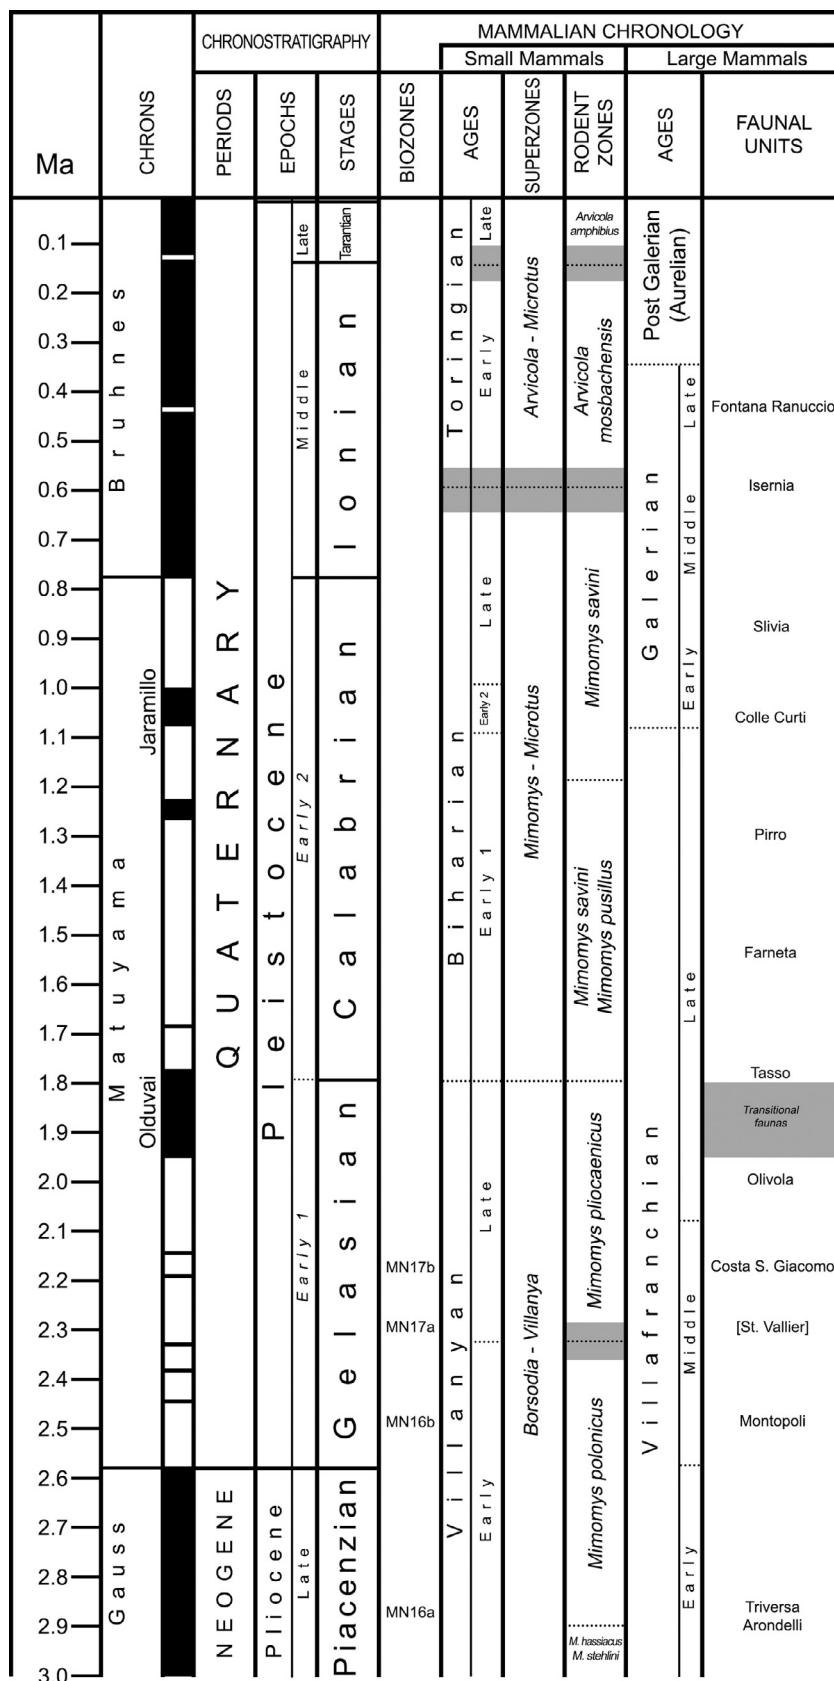 MAMMALIAN CHRONOLOGY
CHRONOSTRATIGRAPHY
Small Mammals
Large Mammals
Ma
CHRONS
PERIODS
EPOCHS
STAGES
BIOZONES
AGES
SUPERZONES
RODENT
ZONES
AGES
FAUNAL
UNITS
0.1
0.2
0.3
0.4
0.5
0.6
0.7
0.8
0.9
1.0
1.1
1.2
1.3
1.4
1.5
1.6
1.7
1.8
1.9
2.0
2.1
2.2
2.3
2.4
2.5
2.6
2.7
2.8
2.9
3.0
Bruhnes
Matuyama
Jaramillo
Olduvai
Gauss
QUATERNARY
NEOGENE
Pleistocene
Pliocene
Late
Middle
Early 2
Early 1
Late
Tarantian
Ionian
Calabrian
Gelasian
Piacenzian
MN17b
MN17a
MN16b
MN16a
Toringian
Biharian
Villanyan
Late
Early
Late
Early 2
Early 1
Late
Early
Arvicola - Microtus
Mimomys - Microtus
Borsodia - Villanya
Arvicola
amphibius
Arvicola
mosbachensis
Mimomys savini
Mimomys savini
Mimomys pusillus
Mimomys pliocaenicus
Mimomys polonicus
M. hassiacus
M. stehlini
Post Galerian
(Aurelian)
Galerian
Villafranchian
Late
Middle
Early
Late
Middle
Early
Fontana Ranuccio
Isernia
Slivia
Colle Curti
Pirro
Farneta
Tasso
Transitional
faunas
Olivola
Costa S. Giacomo
[St. Vallier]
Montopoli
Triversa
Arondelli